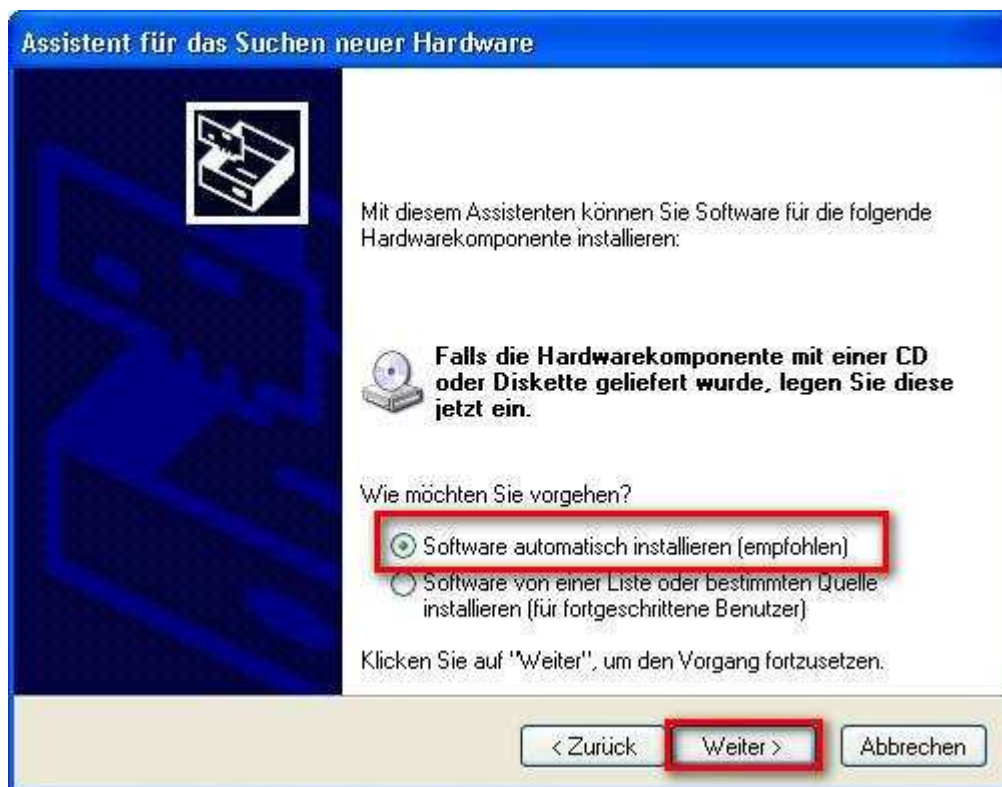 Assistent für das Suchen neuer Hardware
Mit diesem Assistenten können Sie Software für die folgende
Hardwarekomponente installieren:
Falls die Hardwarekomponente mit einer CD
oder Diskette geliefert wurde, legen Sie diese
jetzt ein.
Wie möchten Sie vorgehen?
Software automatisch installieren (empfohlen)
Software von einer Liste oder bestimmten Quelle
installieren (für fortgeschrittene Benutzer)
Klicken Sie auf "Weiter", um den Vorgang fortzusetzen.
< Zurück Weiter > Abbrechen